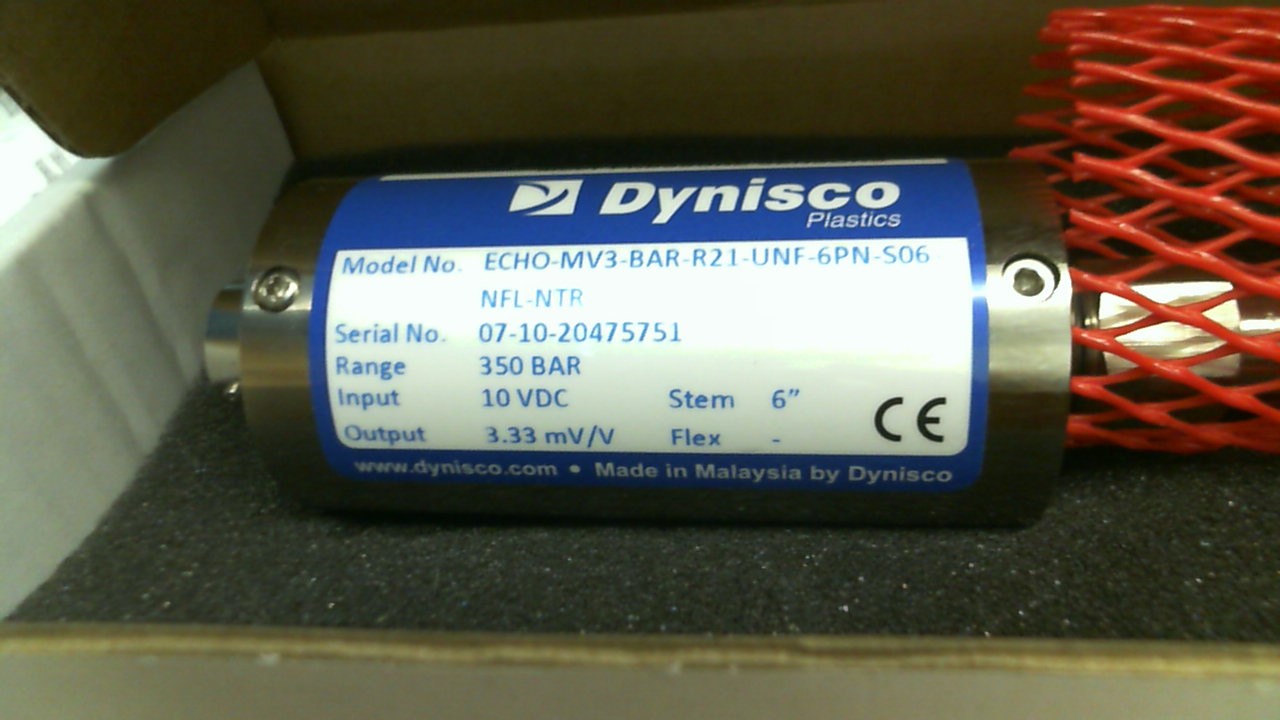 Dynisco
Plastics
Model No. ECHO-MV3-BAR-R21-UNF-6PN-S06
NFL-NTR
Serial No. 07-10-20475751
Range 350 BAR
Input 10 VDC Stem 6"
Output 3.33 mV/V Flex -
CE
www.dynisco.com • Made in Malaysia by Dynisco